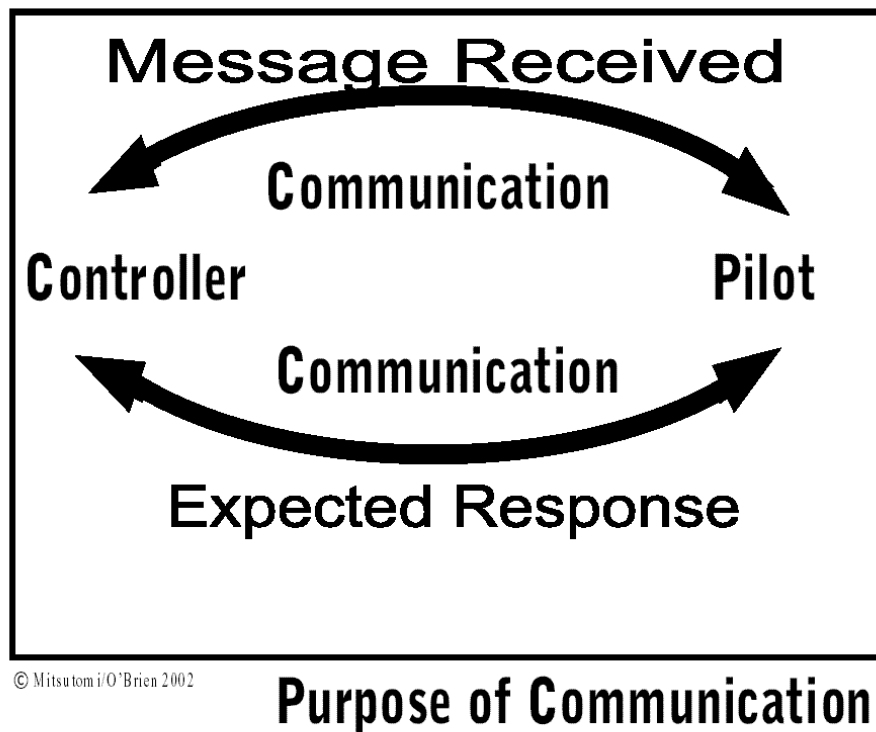 Message Received
Communication
Controller
Pilot
Communication
Expected Response
© Mitsutomi/O'Brien 2002
Purpose of Communication